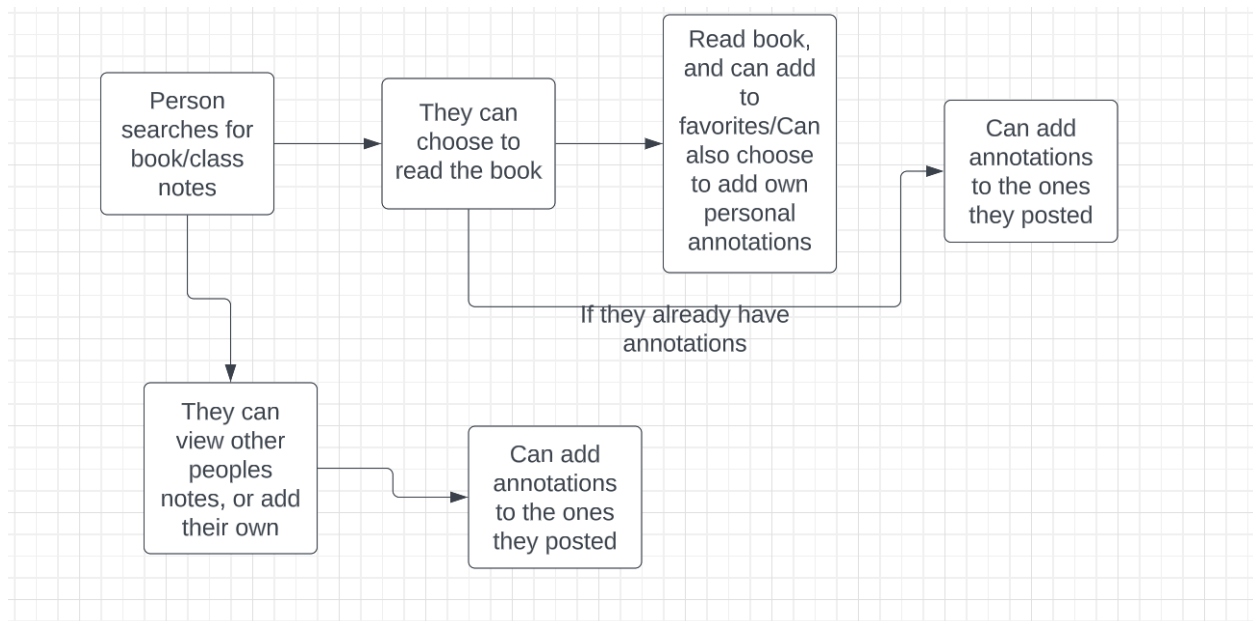 Person
searches for
book/class
notes
They can
choose to
read the book
Read book,
and can add
to
favorites/Can
also choose
to add own
personal
annotations
Can add
annotations
to the ones
they posted
If they already have
annotations
They can
view other
peoples
notes, or add
their own
Can add
annotations
to the ones
they posted